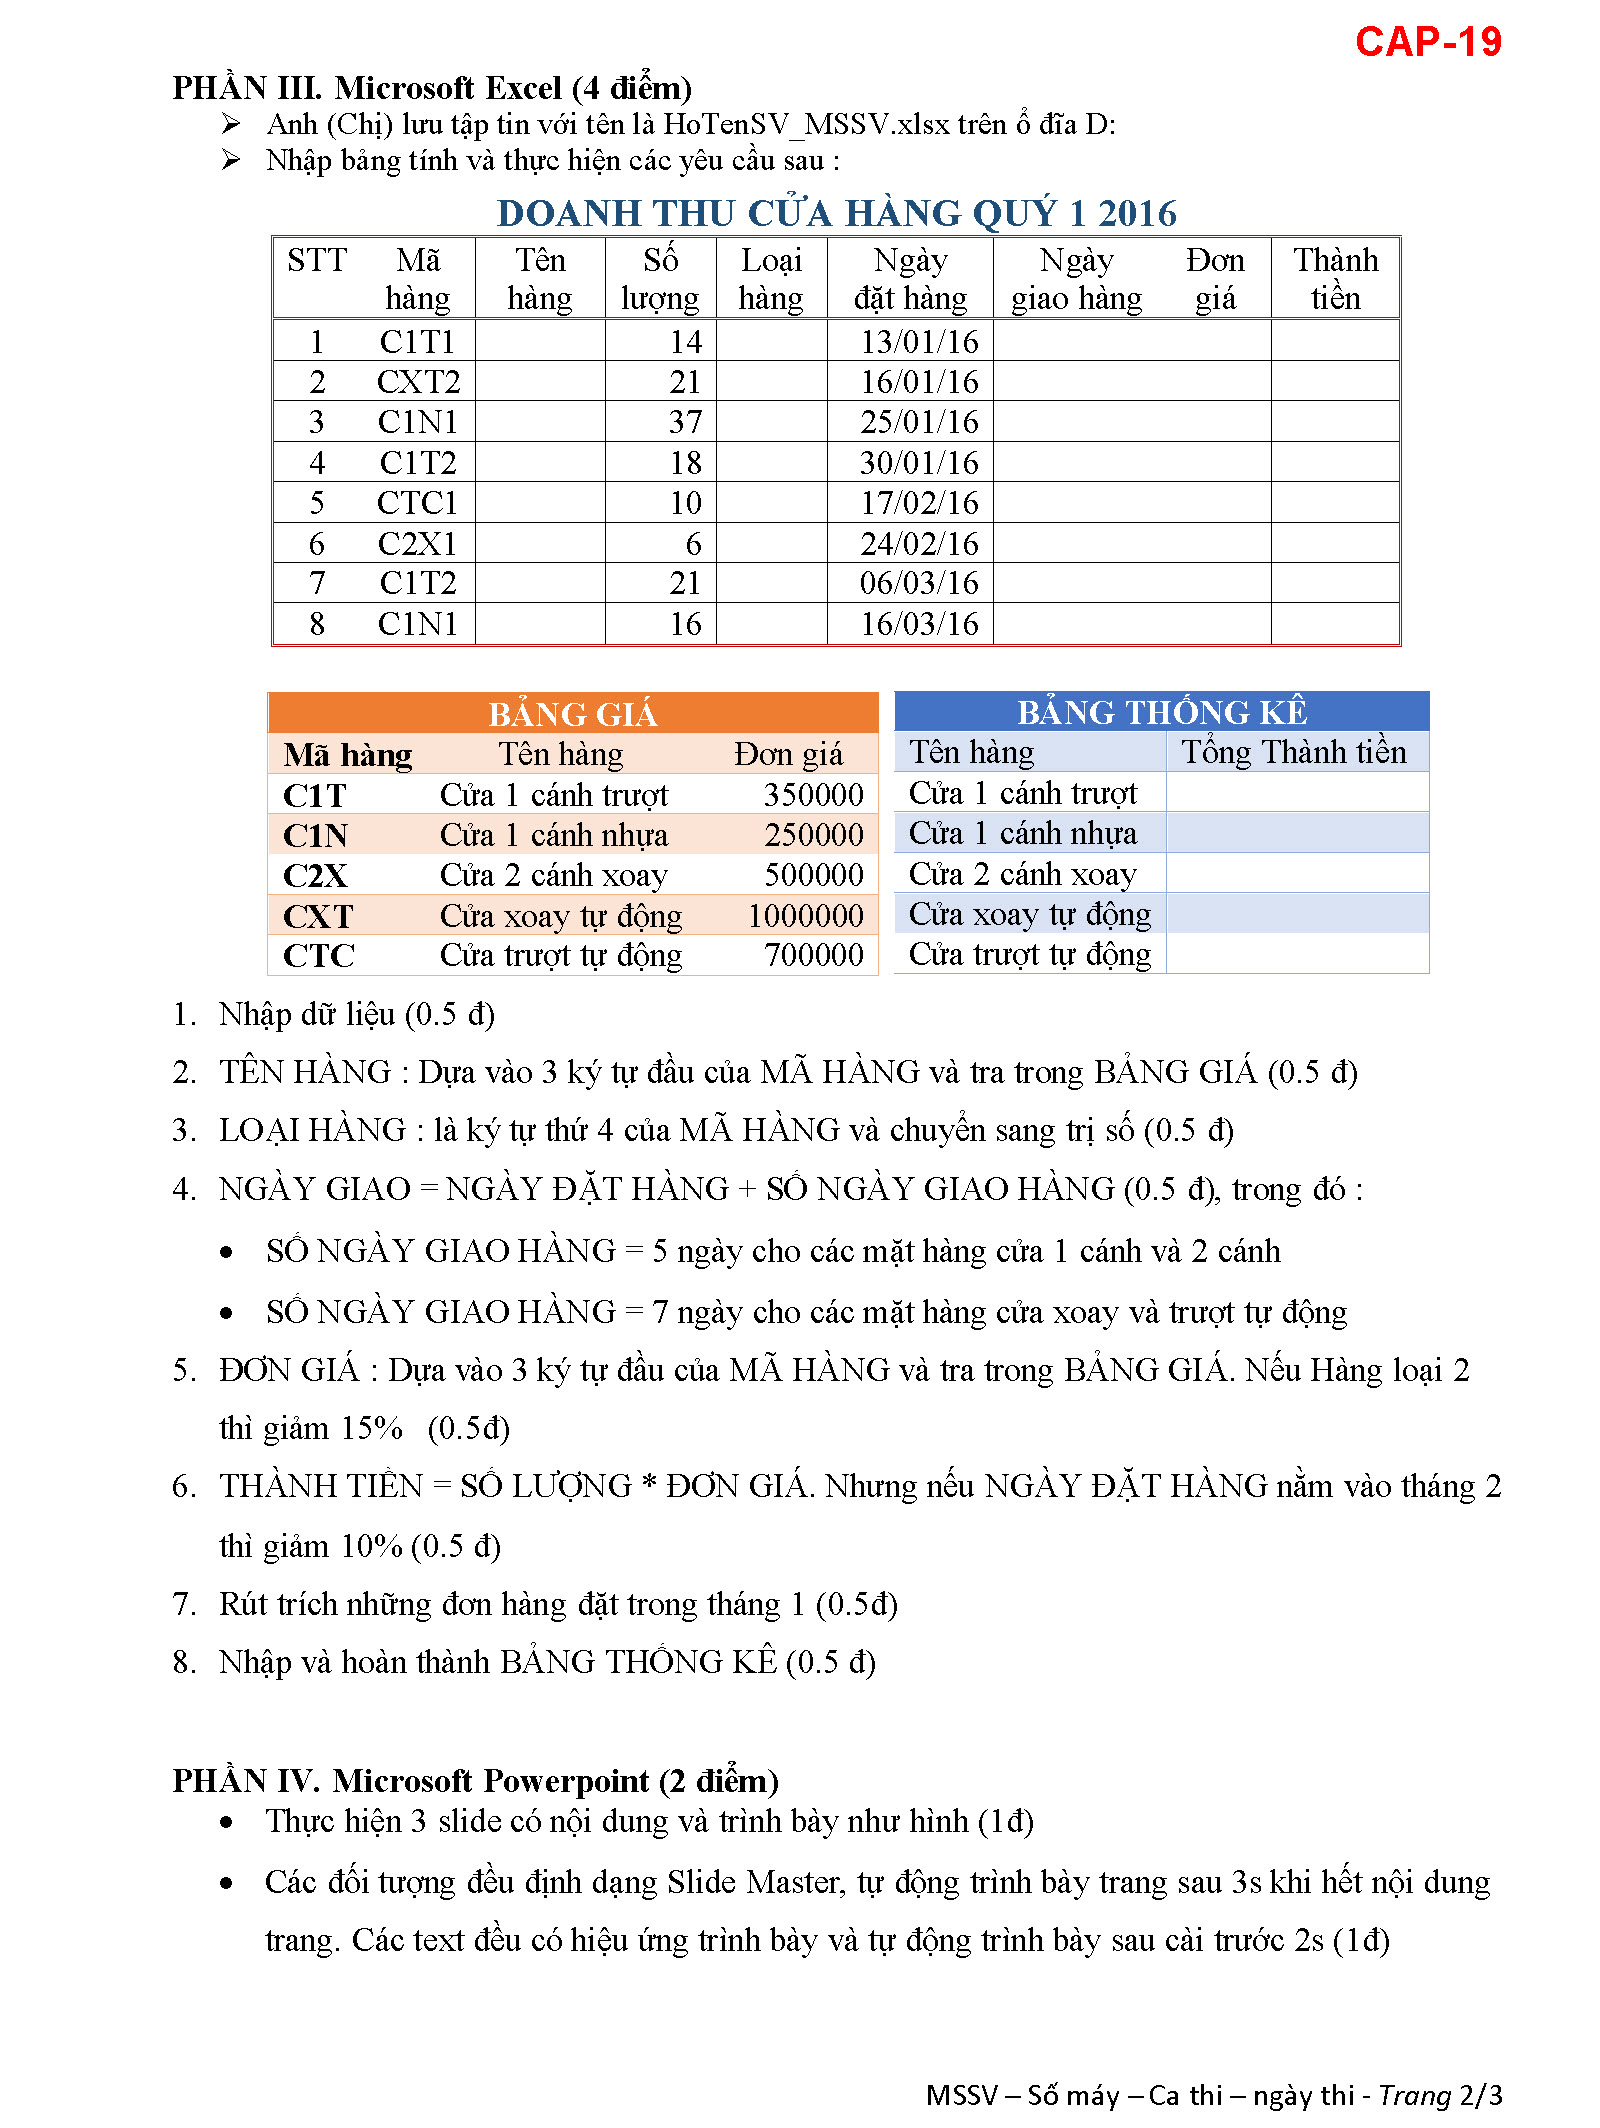 CAP-19
PHẦN III. Microsoft Excel (4 điểm)
➢ Anh (Chị) lưu tập tin với tên là HoTenSV_MSSV.xlsx trên ổ đĩa D:
➢ Nhập bảng tính và thực hiện các yêu cầu sau :
DOANH THU CỬA HÀNG QUÝ 1 2016
STT Mã Tên Số Loại Ngày Ngày Đơn Thành
hàng hàng lượng hàng đặt hàng giao hàng giá tiền
1 C1T1 14 13/01/16
2 CXT2 21 16/01/16
3 C1N1 37 25/01/16
4 C1T2 18 30/01/16
5 CTC1 10 17/02/16
6 C2X1 6 24/02/16
7 C1T2 21 06/03/16
8 C1N1 16 16/03/16
BẢNG GIÁ
Mã hàng Tên hàng Đơn giá
C1T Cửa 1 cánh trượt 350000
C1N Cửa 1 cánh nhựa 250000
C2X Cửa 2 cánh xoay 500000
CXT Cửa xoay tự động 1000000
CTC Cửa trượt tự động 700000
BẢNG THỐNG KÊ
Tên hàng Tổng Thành tiền
Cửa 1 cánh trượt
Cửa 1 cánh nhựa
Cửa 2 cánh xoay
Cửa xoay tự động
Cửa trượt tự động
1. Nhập dữ liệu (0.5 đ)
2. TÊN HÀNG : Dựa vào 3 ký tự đầu của MÃ HÀNG và tra trong BẢNG GIÁ (0.5 đ)
3. LOẠI HÀNG : là ký tự thứ 4 của MÃ HÀNG và chuyển sang trị số (0.5 đ)
4. NGÀY GIAO = NGÀY ĐẶT HÀNG + SỐ NGÀY GIAO HÀNG (0.5 đ), trong đó :
• SỐ NGÀY GIAO HÀNG = 5 ngày cho các mặt hàng cửa 1 cánh và 2 cánh
• SỐ NGÀY GIAO HÀNG = 7 ngày cho các mặt hàng cửa xoay và trượt tự động
5. ĐƠN GIÁ : Dựa vào 3 ký tự đầu của MÃ HÀNG và tra trong BẢNG GIÁ. Nếu Hàng loại 2
thì giảm 15% (0.5đ)
6. THÀNH TIỀN = SỐ LƯỢNG * ĐƠN GIÁ. Nhưng nếu NGÀY ĐẶT HÀNG nằm vào tháng 2
thì giảm 10% (0.5 đ)
7. Rút trích những đơn hàng đặt trong tháng 1 (0.5đ)
8. Nhập và hoàn thành BẢNG THỐNG KÊ (0.5 đ)
PHẦN IV. Microsoft Powerpoint (2 điểm)
• Thực hiện 3 slide có nội dung và trình bày như hình (1đ)
• Các đối tượng đều định dạng Slide Master, tự động trình bày trang sau 3s khi hết nội dung
trang. Các text đều có hiệu ứng trình bày và tự động trình bày sau cài trước 2s (1đ)
MSSV – Số máy – Ca thi – ngày thi - Trang 2/3